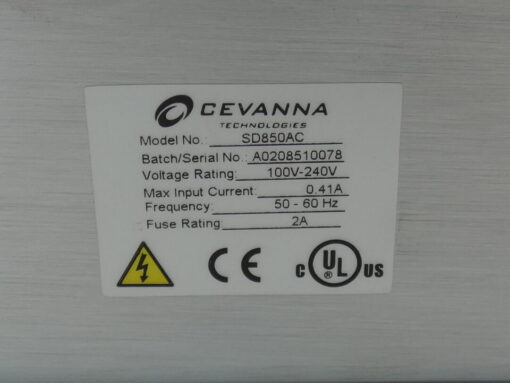 CEVANNA
TECHNOLOGIES
Model No.: SD850AC
Batch/Serial No.: A0208510078
Voltage Rating: 100V-240V
Max Input Current: 0.41A
Frequency: 50 - 60 Hz
Fuse Rating: 2A
CE c UL ® US